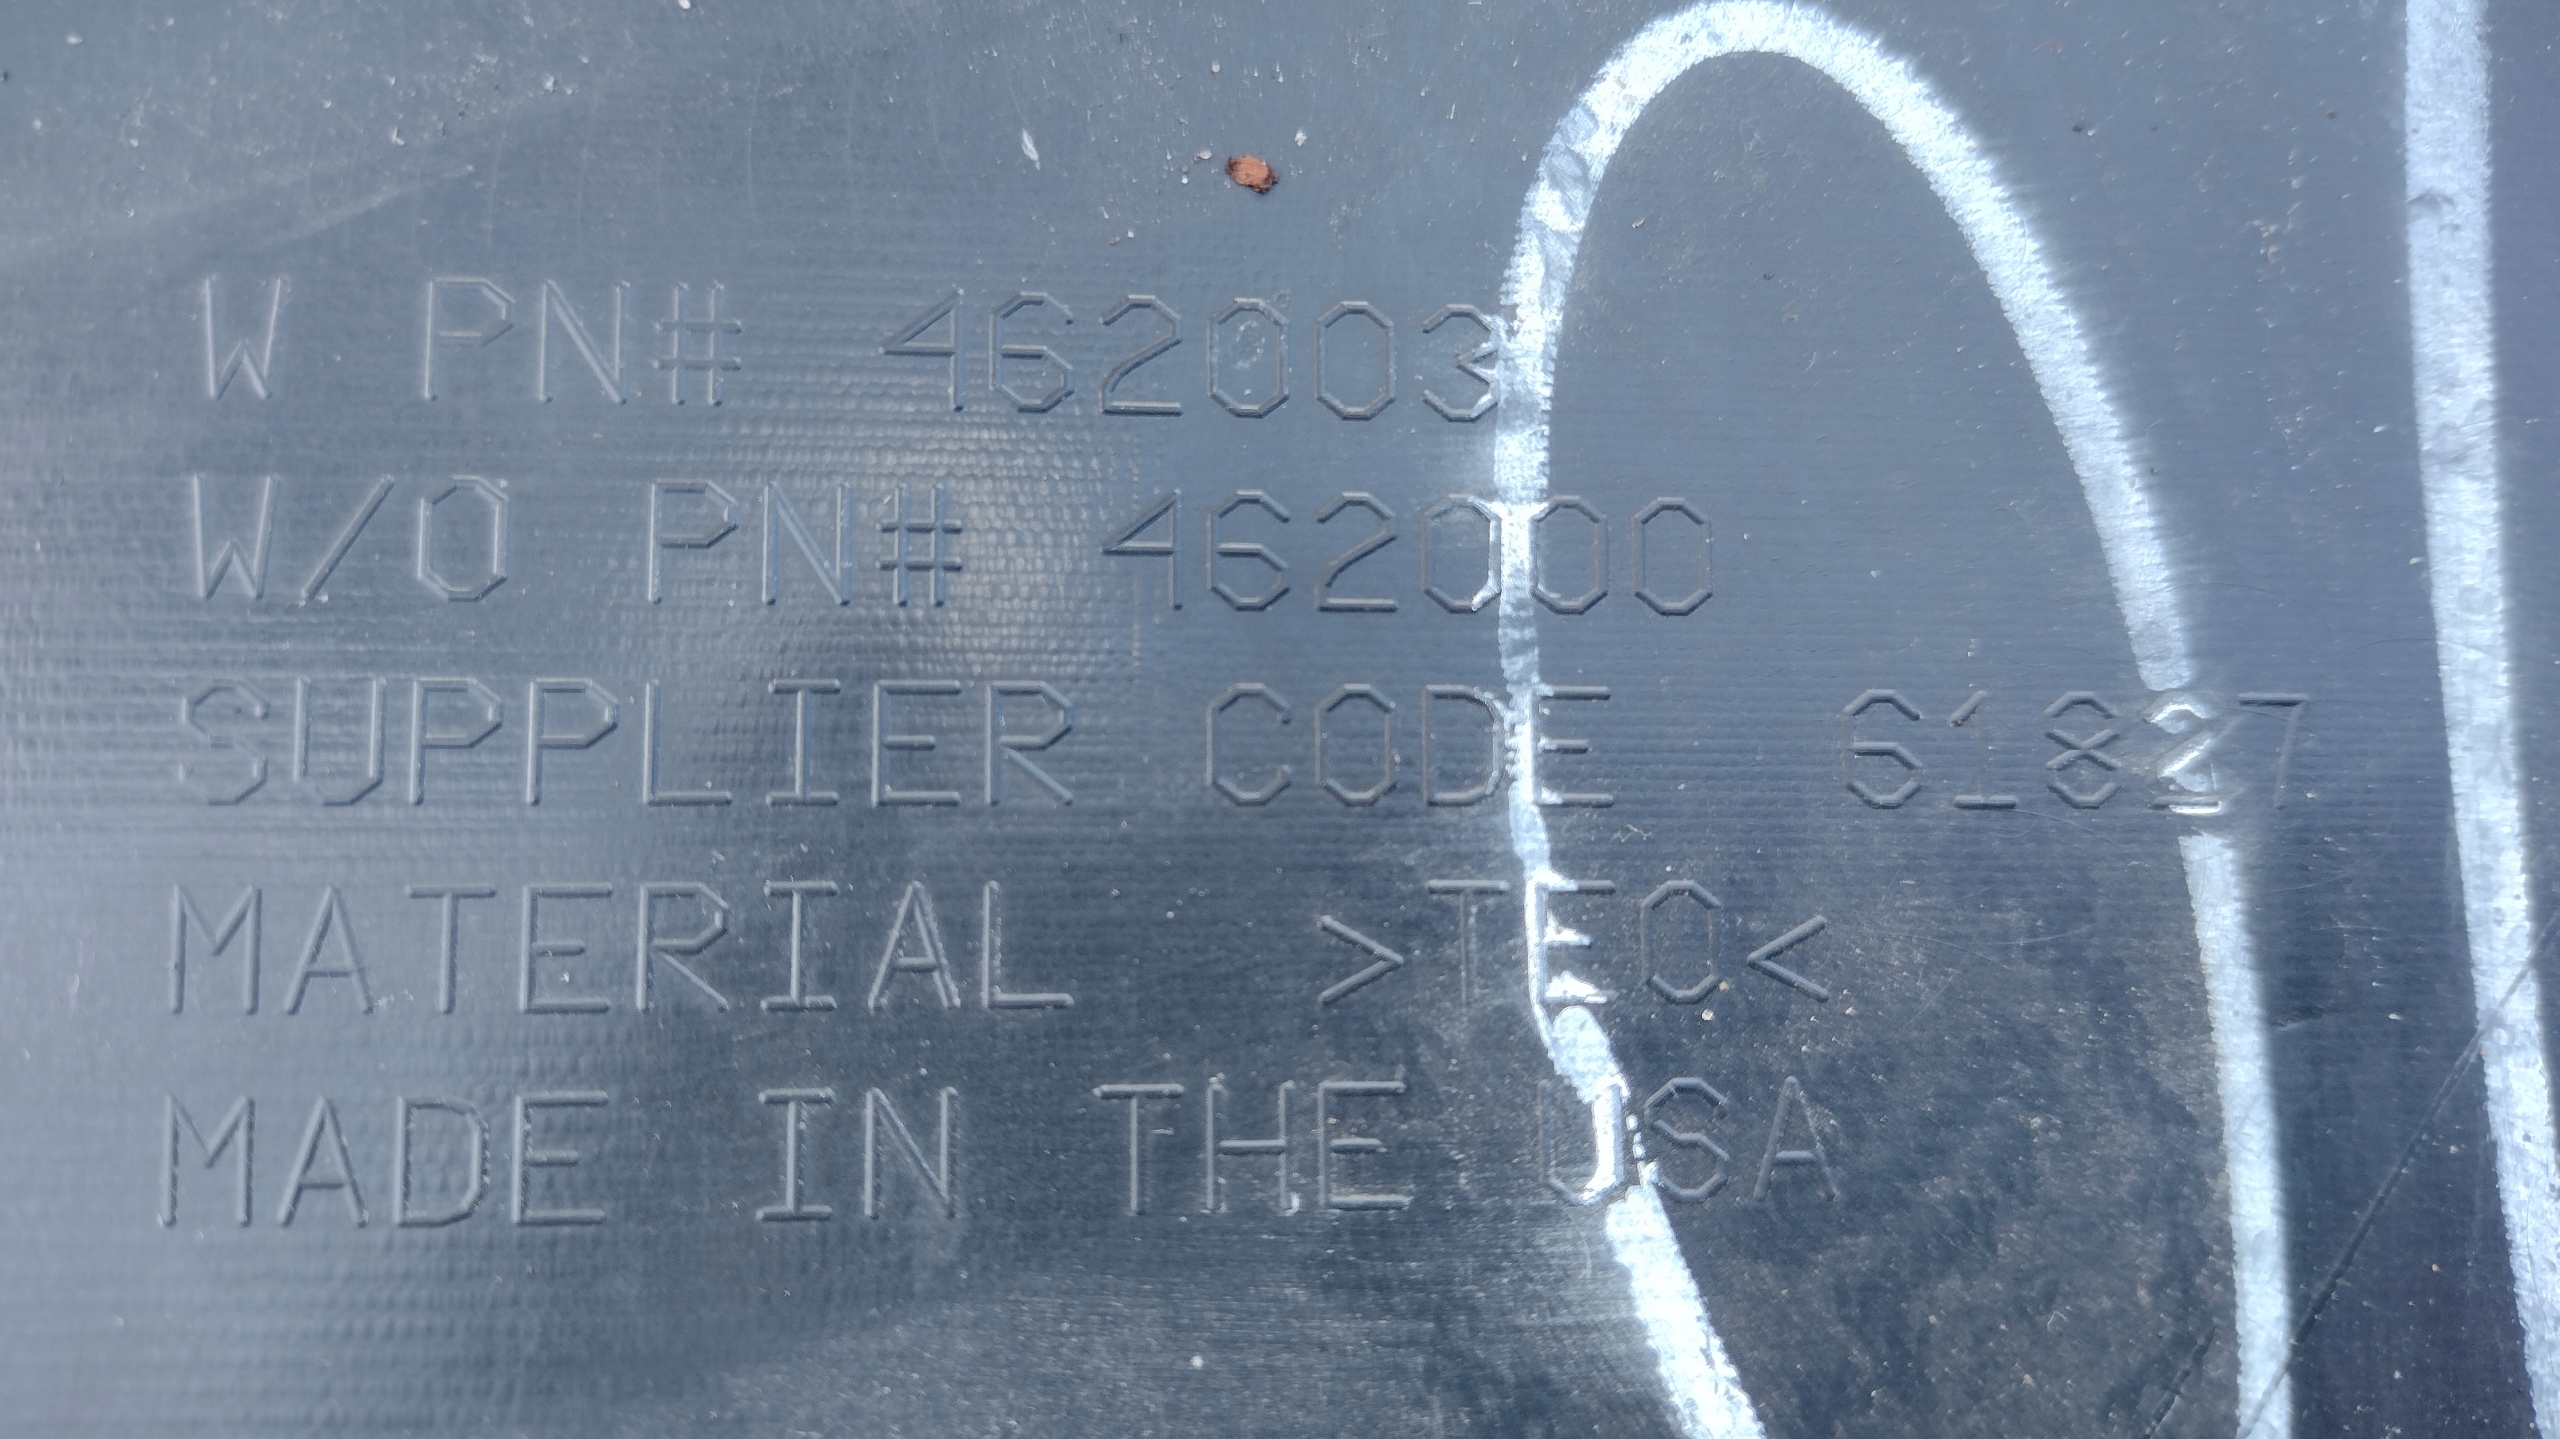 W PN# 462003
W/O PN# 462000
SUPPLIER CODE 61827
MATERIAL >TEO<
MADE IN THE USA